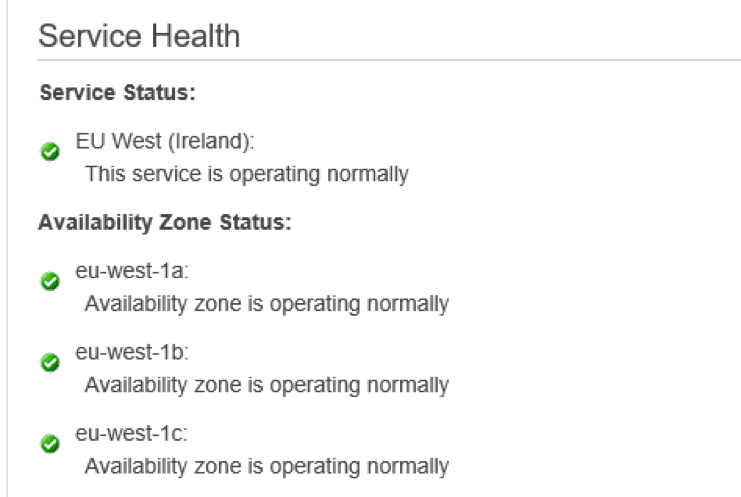 Service Health
Service Status:
EU West (Ireland):
This service is operating normally
Availability Zone Status:
eu-west-1a:
Availability zone is operating normally
eu-west-1b:
Availability zone is operating normally
eu-west-1c:
Availability zone is operating normally